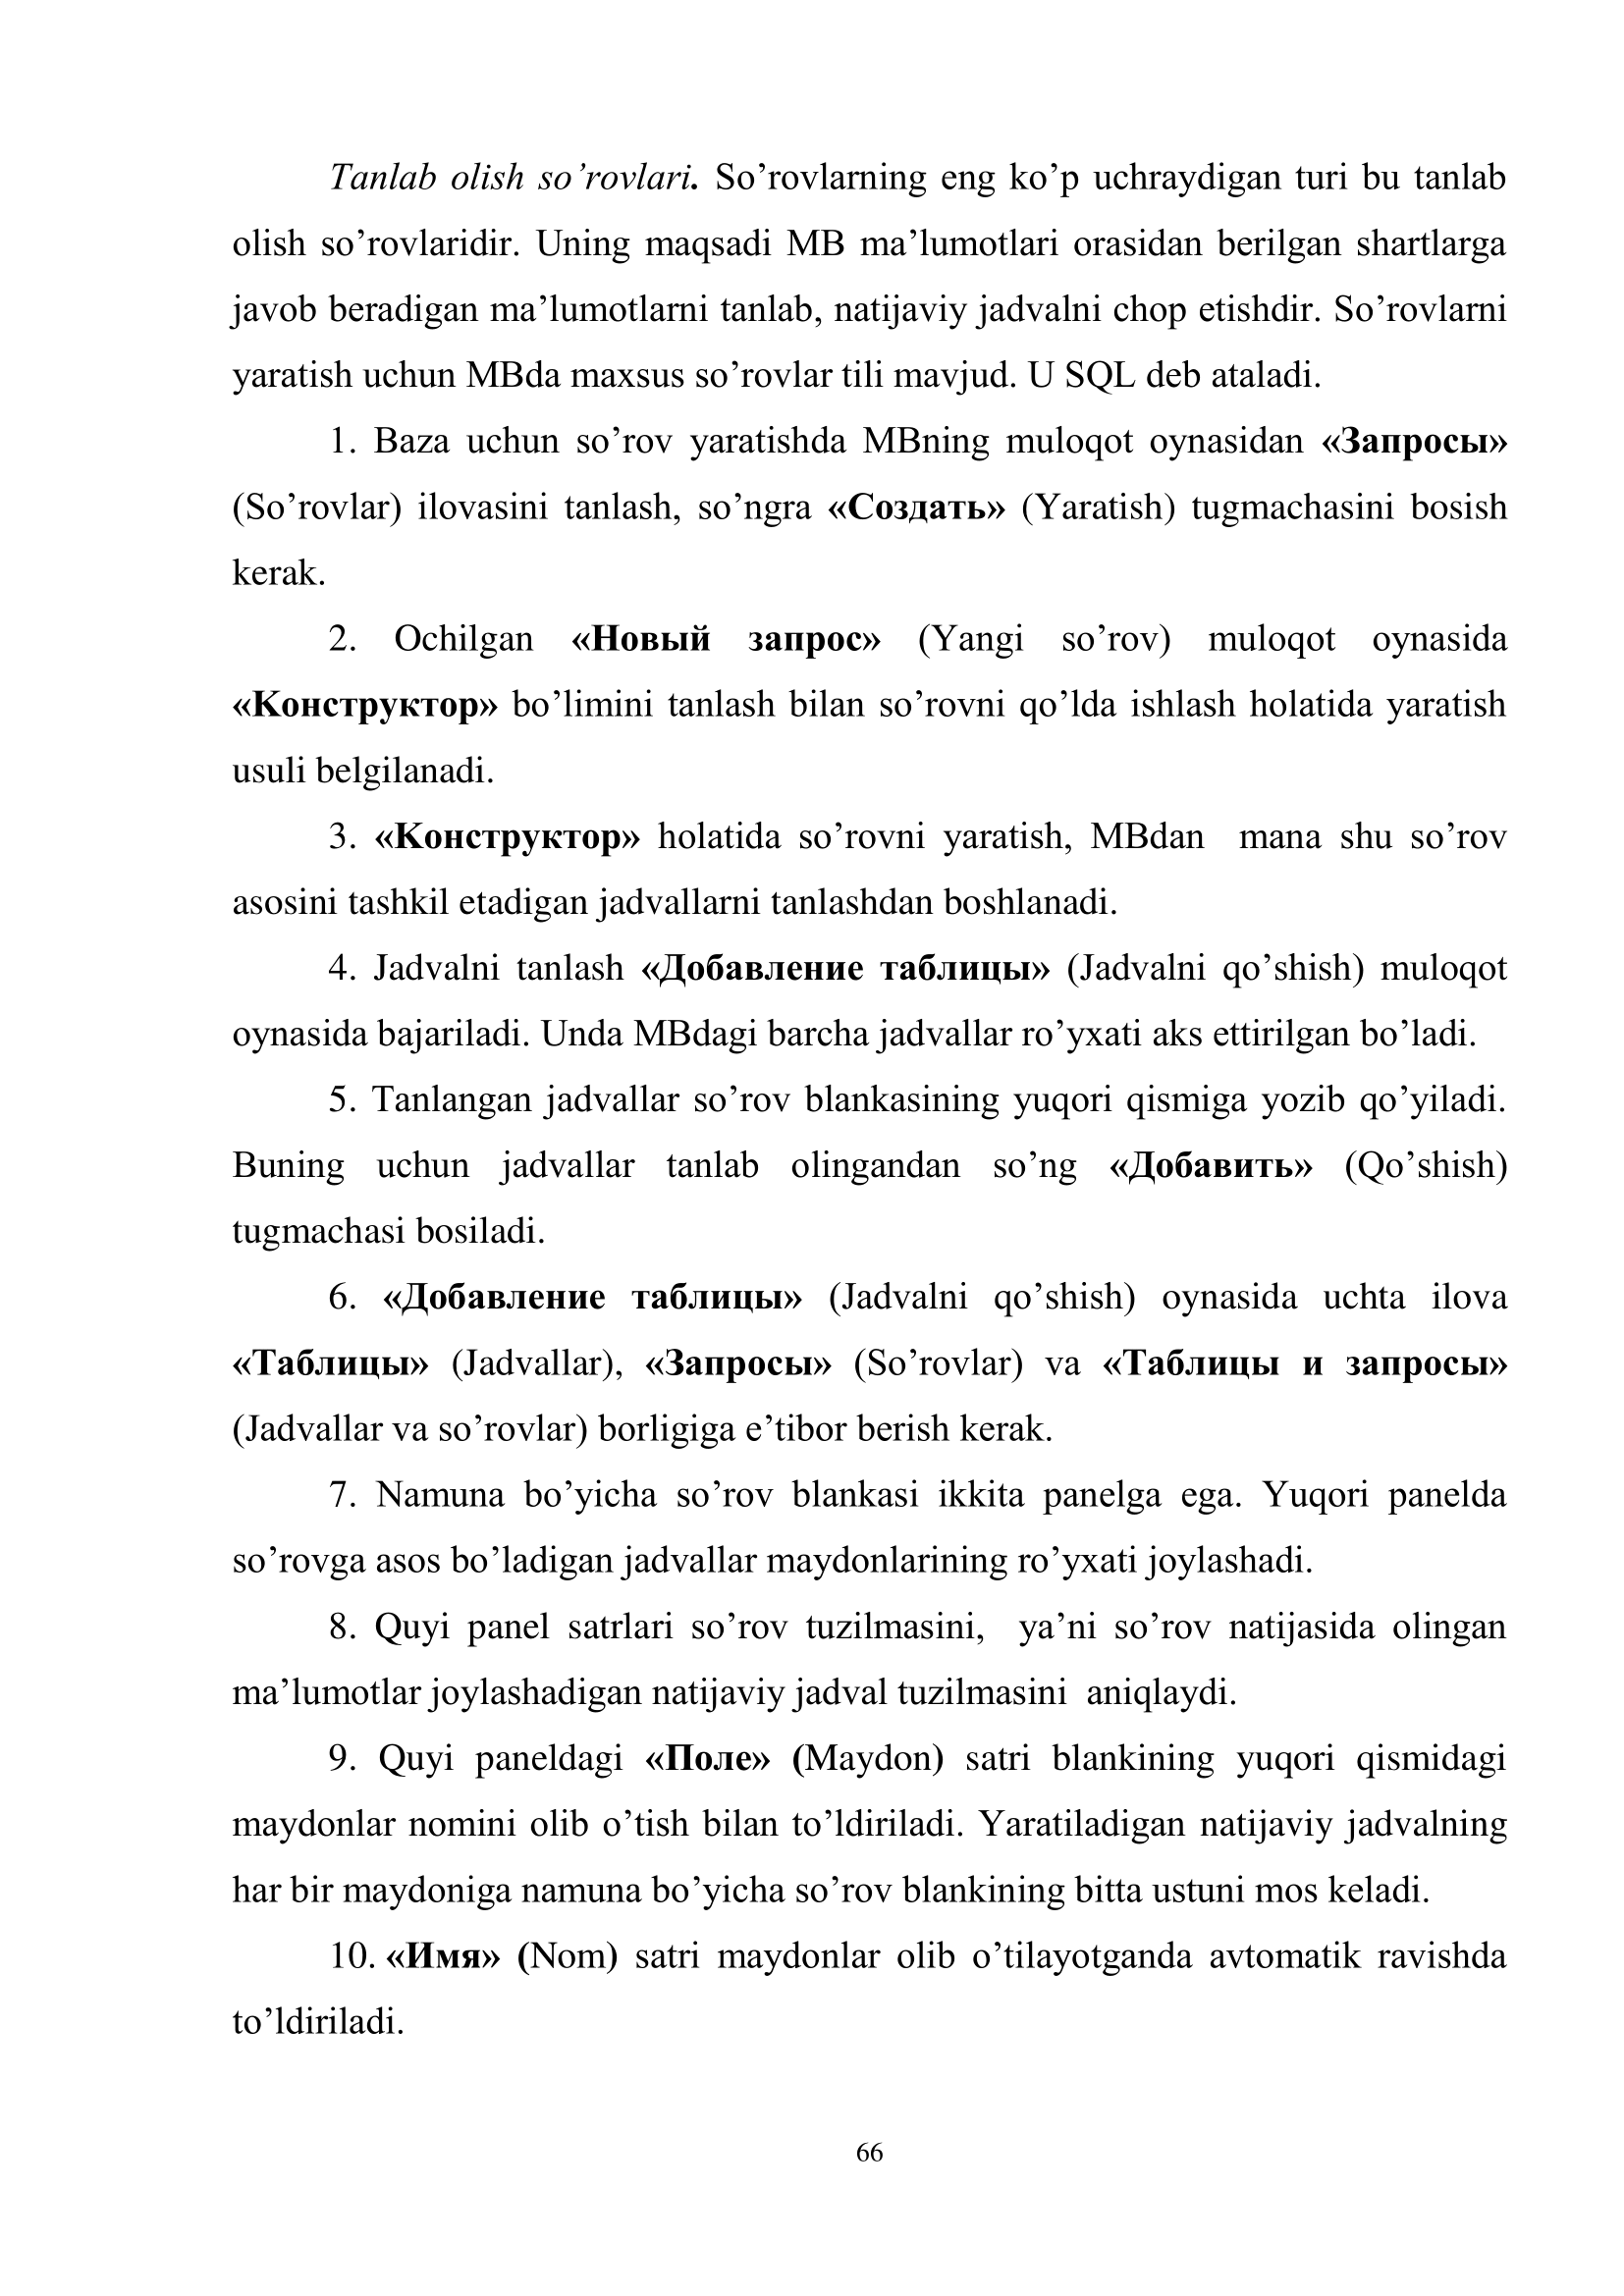 Tanlab olish so’rovlari. So’rovlarning eng ko’p uchraydigan turi bu tanlab
olish so’rovlaridir. Uning maqsadi MB ma’lumotlari orasidan berilgan shartlarga
javob beradigan ma’lumotlarni tanlab, natijaviy jadvalni chop etishdir. So’rovlarni
yaratish uchun MBda maxsus so’rovlar tili mavjud. U SQL deb ataladi.
1. Baza uchun so’rov yaratishda MBning muloqot oynasidan «Запросы»
(So’rovlar) ilovasini tanlash, so’ngra «Создать» (Yaratish) tugmachasini bosish
kerak.
2. Ochilgan «Новый запрос» (Yangi so’rov) muloqot oynasida
«Конструктор» bo’limini tanlash bilan so’rovni qo’lda ishlash holatida yaratish
usuli belgilanadi.
3. «Конструктор» holatida so’rovni yaratish, MBdan mana shu so’rov
asosini tashkil etadigan jadvallarni tanlashdan boshlanadi.
4. Jadvalni tanlash «Добавление таблицы» (Jadvalni qo’shish) muloqot
oynasida bajariladi. Unda MBdagi barcha jadvallar ro’yxati aks ettirilgan bo’ladi.
5. Tanlangan jadvallar so’rov blankasining yuqori qismiga yozib qo’yiladi.
Buning uchun jadvallar tanlab olingandan so’ng «Добавить» (Qo’shish)
tugmachasi bosiladi.
6. «Добавление таблицы» (Jadvalni qo’shish) oynasida uchta ilova
«Таблицы» (Jadvallar), «Запросы» (So’rovlar) va «Таблицы и запросы»
(Jadvallar va so’rovlar) borligiga e’tibor berish kerak.
7. Namuna bo’yicha so’rov blankasi ikkita panelga ega. Yuqori panelda
so’rovga asos bo’ladigan jadvallar maydonlarining ro’yxati joylashadi.
8. Quyi panel satrlari so’rov tuzilmasini, ya’ni so’rov natijasida olingan
ma’lumotlar joylashadigan natijaviy jadval tuzilmasini aniqlaydi.
9. Quyi paneldagi «Поле» (Maydon) satri blankining yuqori qismidagi
maydonlar nomini olib o’tish bilan to’ldiriladi. Yaratiladigan natijaviy jadvalning
har bir maydoniga namuna bo’yicha so’rov blankining bitta ustuni mos keladi.
10. «Имя» (Nom) satri maydonlar olib o’tilayotganda avtomatik ravishda
to’ldiriladi.
66